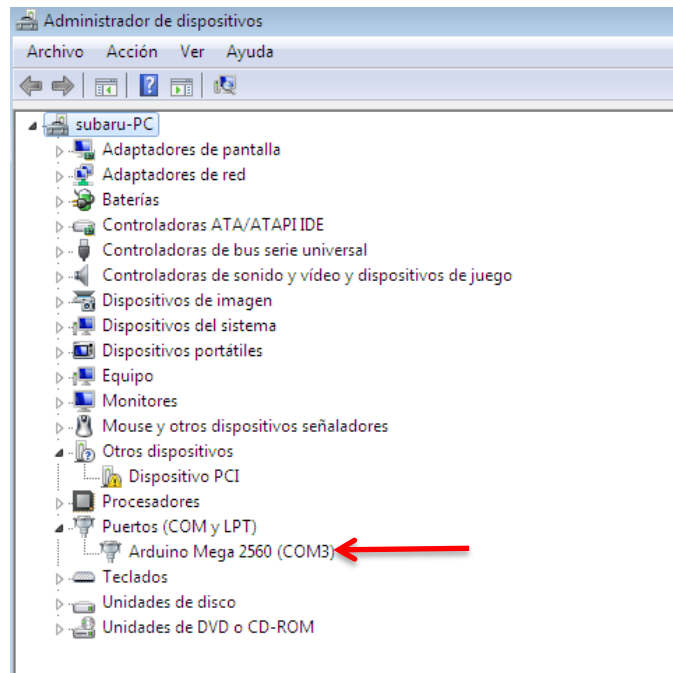 Administrador de dispositivos
Archivo Acción Ver Ayuda
subaru-PC
Adaptadores de pantalla
Adaptadores de red
Baterías
Controladoras ATA/ATAPI IDE
Controladoras de bus serie universal
Controladoras de sonido y vídeo y dispositivos de juego
Dispositivos de imagen
Dispositivos del sistema
Dispositivos portátiles
Equipo
Monitores
Mouse y otros dispositivos señaladores
Otros dispositivos
Dispositivo PCI
Procesadores
Puertos (COM y LPT)
Arduino Mega 2560 (COM3)
Teclados
Unidades de disco
Unidades de DVD o CD-ROM